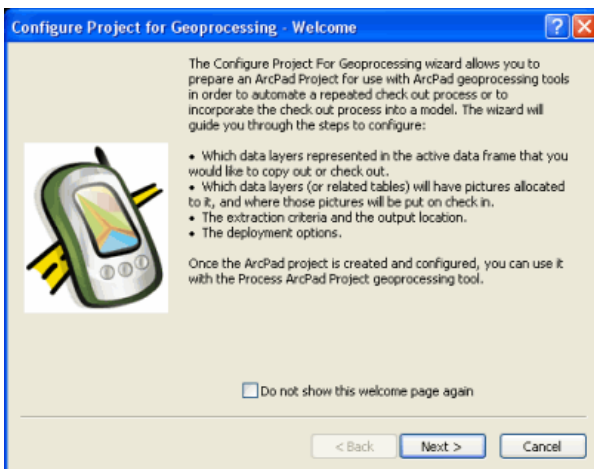 Configure Project for Geoprocessing - Welcome
The Configure Project For Geoprocessing wizard allows you to
prepare an ArcPad Project for use with ArcPad geoprocessing tools
in order to automate a repeated check out process or to
incorporate the check out process into a model. The wizard will
guide you through the steps to configure:
• Which data layers represented in the active data frame that you
would like to copy out or check out.
• Which data layers (or related tables) will have pictures allocated
to it, and where those pictures will be put on check in.
• The extraction criteria and the output location.
• The deployment options.
Once the ArcPad project is created and configured, you can use it
with the Process ArcPad Project geoprocessing tool.
Do not show this welcome page again
< Back Next > Cancel